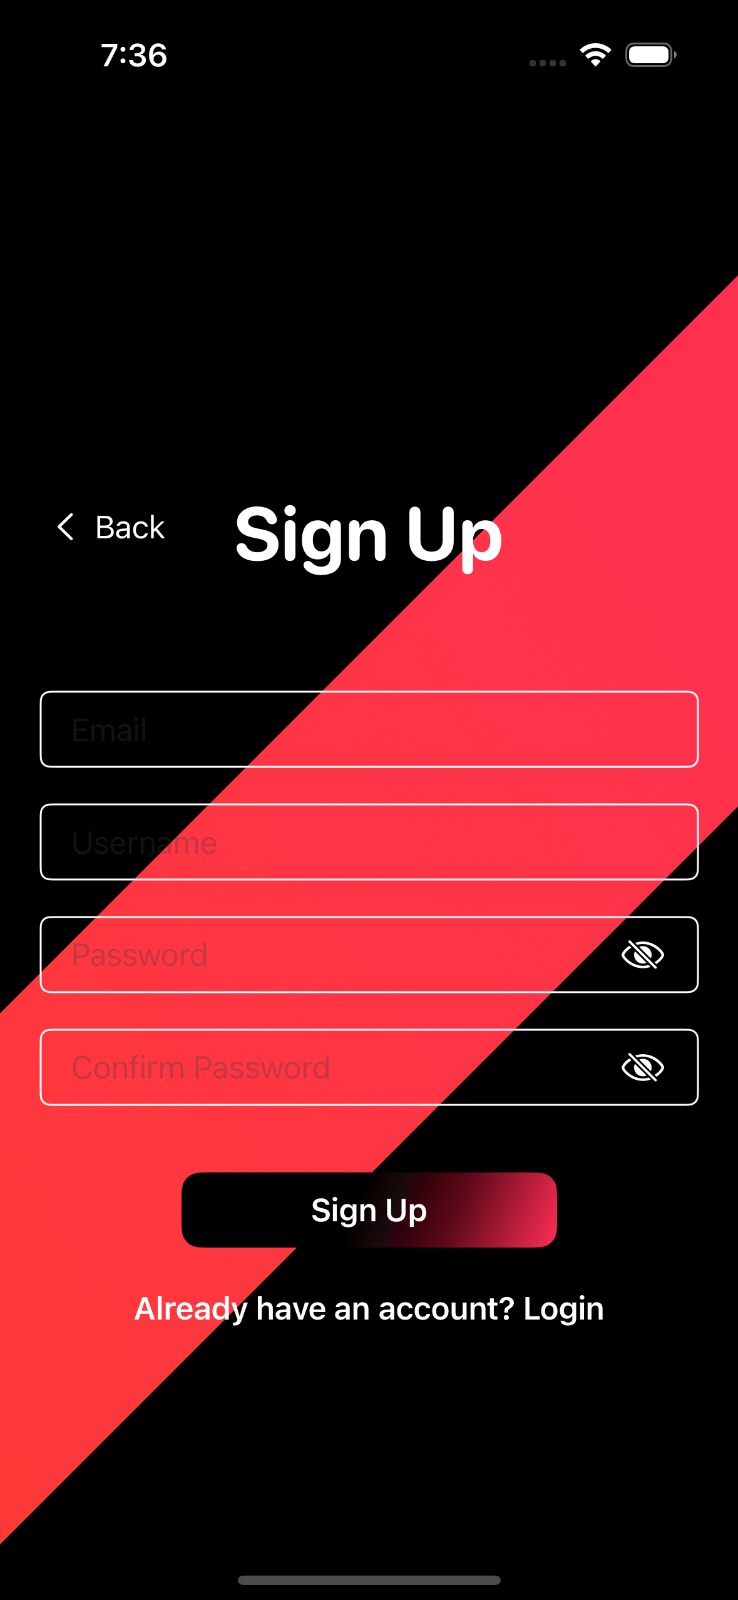 7:36
Back
Sign Up
Email
Username
Password
Confirm Password
Sign Up
Already have an account? Login